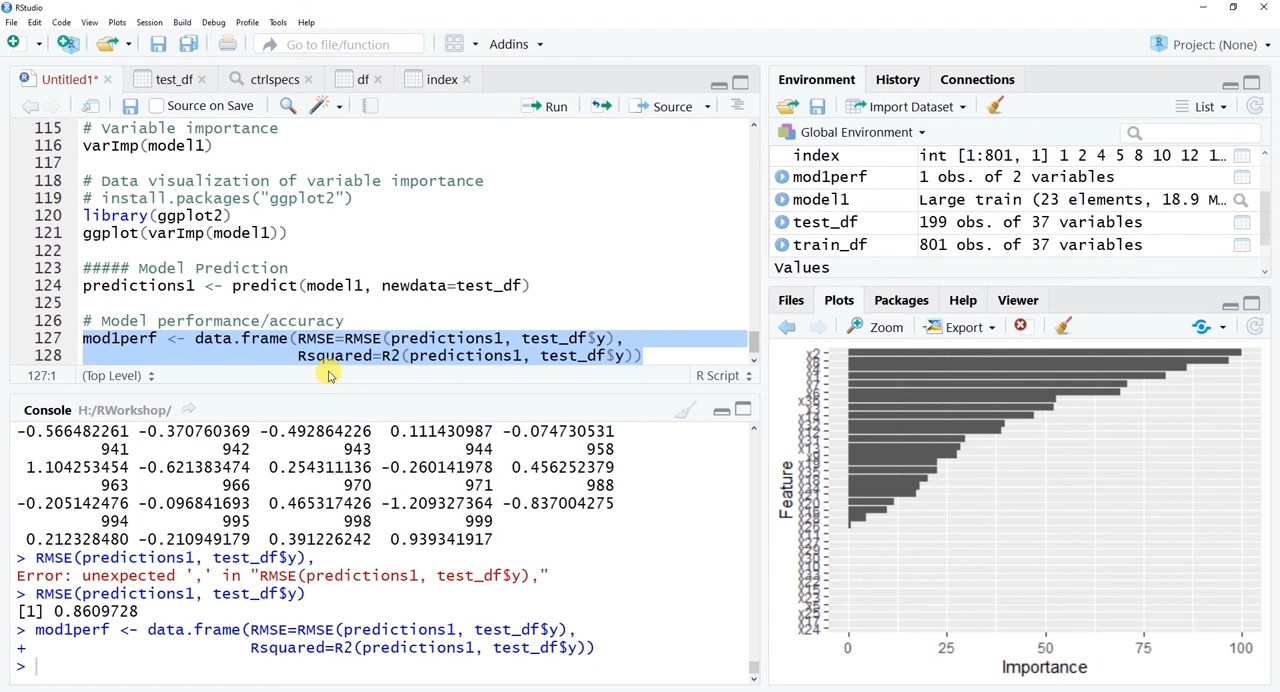 RStudio
File Edit Code View Plots Session Build Debug Profile Tools Help
Go to file/function Addins Project: (None)
Untitled1* test_df ctrlspecs df index
Source on Save Run Source
115 # Variable importance
116 varImp(model1)
117
118 # Data visualization of variable importance
119 # install.packages("ggplot2")
120 library(ggplot2)
121 ggplot(varImp(model1))
122
123 ##### Model Prediction
124 predictions1 <- predict(model1, newdata=test_df)
125
126 # Model performance/accuracy
127 mod1perf <- data.frame(RMSE=RMSE(predictions1, test_df$y),
128 Rsquared=R2(predictions1, test_df$y))
127:1 (Top Level) R Script
Console H:/RWorkshop/
-0.566482261 -0.370760369 -0.492864226 0.111430987 -0.074730531
941 942 943 944 958
1.104253454 -0.621383474 0.254311136 -0.260141978 0.456252379
963 966 970 971 988
-0.205142476 -0.096841693 0.465317426 -1.209327364 -0.837004275
994 995 998 999
0.212328480 -0.210949179 0.391226242 0.939341917
> RMSE(predictions1, test_df$y),
Error: unexpected ',' in "RMSE(predictions1, test_df$y),"
> RMSE(predictions1, test_df$y)
[1] 0.8609728
> mod1perf <- data.frame(RMSE=RMSE(predictions1, test_df$y),
+ Rsquared=R2(predictions1, test_df$y))
>
Environment History Connections
Import Dataset List
Global Environment
index int [1:801, 1] 1 2 4 5 8 10 12 1...
mod1perf 1 obs. of 2 variables
model1 Large train (23 elements, 18.9 M...
test_df 199 obs. of 37 variables
train_df 801 obs. of 37 variables
Values
Files Plots Packages Help Viewer
Zoom Export
x2
Feature
x24
0 25 50 75 100
Importance